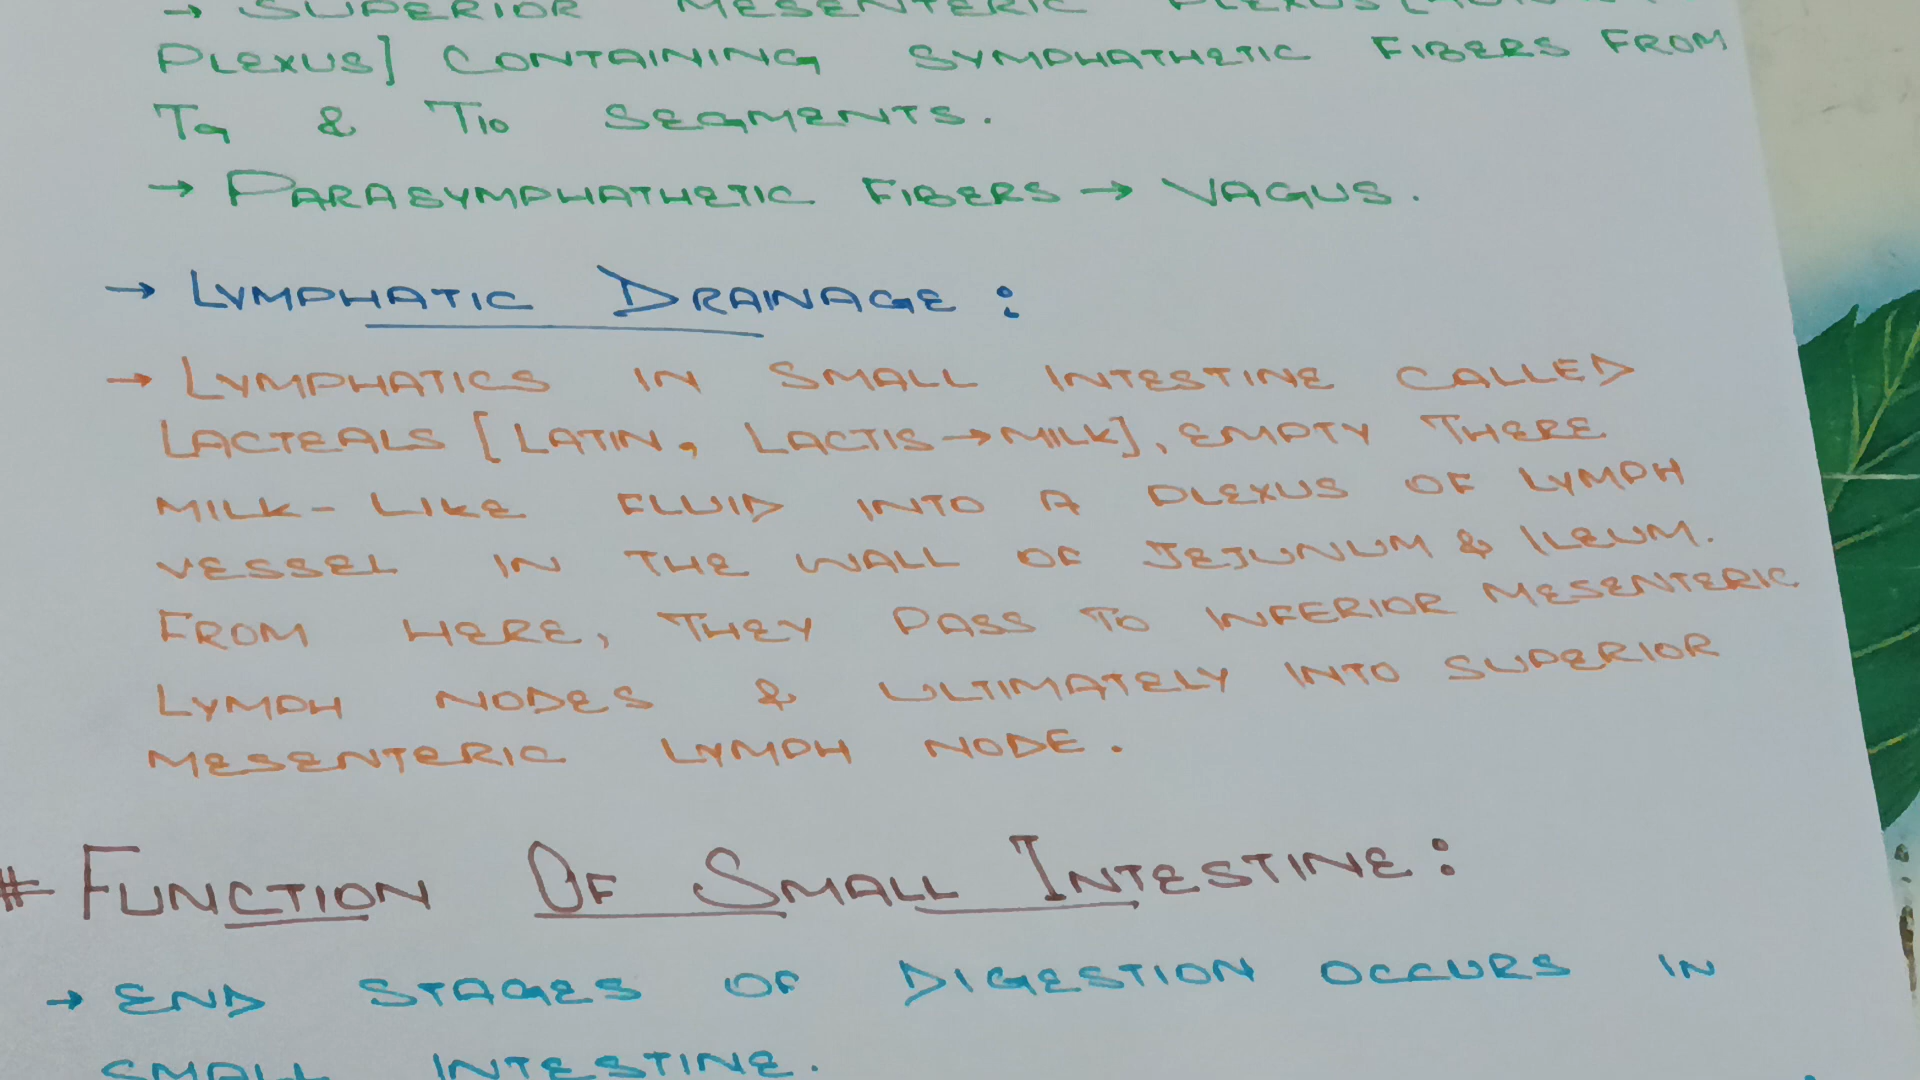 → SUPERIOR MESENTERIC PLEXUS
PLEXUS] CONTAINING SYMPHATHETIC FIBERS FROM
T9 & T10 SEGMENTS.
→ PARASYMPHATHETIC FIBERS → VAGUS.
→ LYMPHATIC DRAINAGE :
→ LYMPHATICS IN SMALL INTESTINE CALLED
LACTEALS [LATIN, LACTIS → MILK], EMPTY THERE
MILK-LIKE FLUID INTO A PLEXUS OF LYMPH
VESSEL IN THE WALL OF JEJUNUM & ILEUM.
FROM HERE, THEY PASS TO INFERIOR MESENTERIC
LYMPH NODES & ULTIMATELY INTO SUPERIOR
MESENTERIC LYMPH NODE.
# FUNCTION OF SMALL INTESTINE :
→ END STAGES OF DIGESTION OCCURS IN
SMALL INTESTINE.